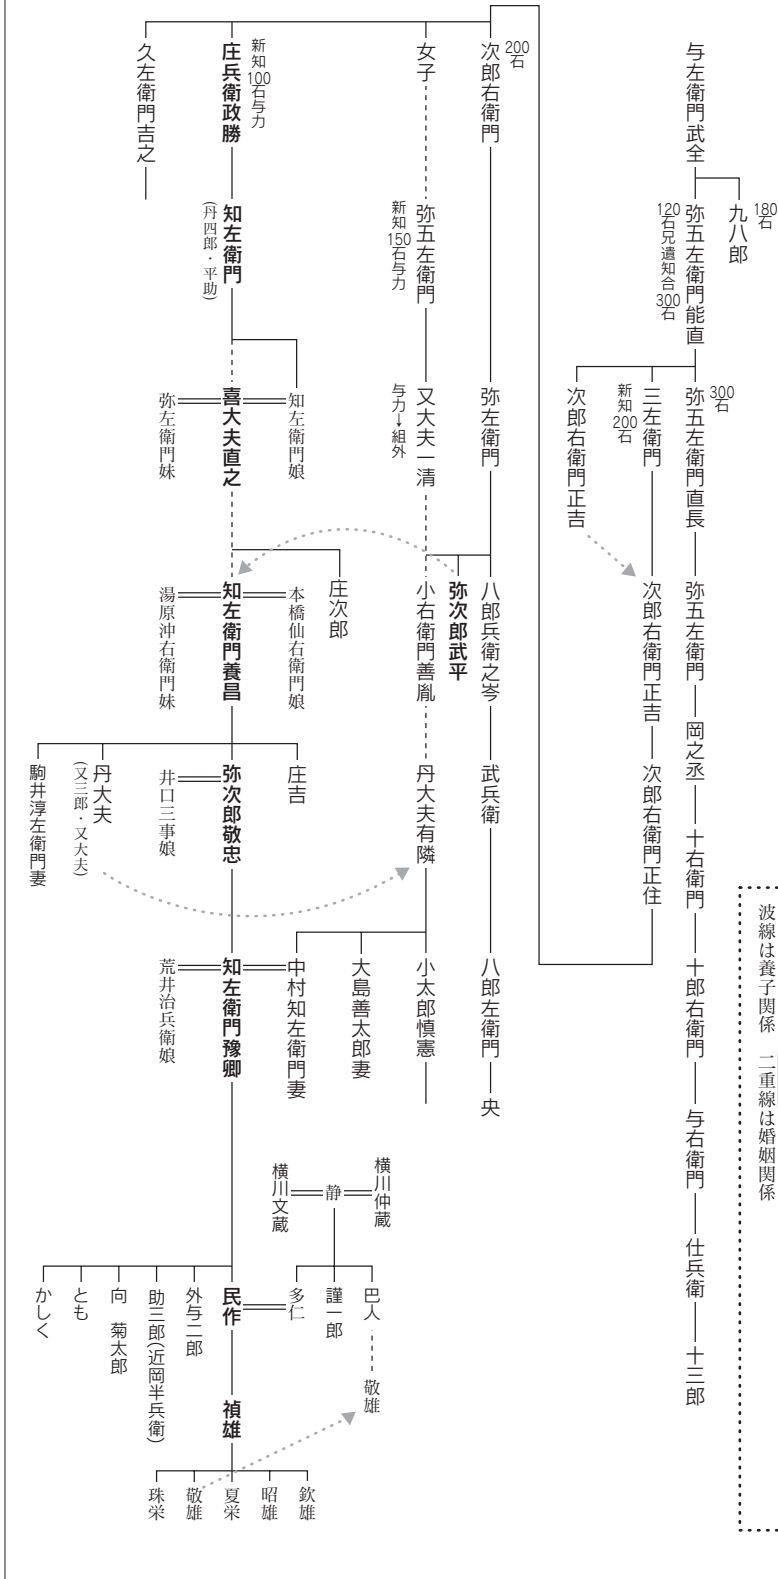 波線は養子関係　二重線は婚姻関係
与左衛門武全
180石
九八郎
弥五左衛門能直
120石兄遺知合300石
300石
弥五左衛門直長
弥五左衛門
岡之丞
十右衛門
十郎右衛門
与右衛門
仕兵衛
十三郎
三左衛門
新知200石
次郎右衛門正吉
次郎右衛門正住
次郎右衛門正吉
200石
次郎右衛門
弥左衛門
八郎兵衛之岑
武兵衛
八郎左衛門
央
弥次郎武平
女子
弥五左衛門
新知150石与力
又大夫一清
与力→組外
小右衛門善胤
丹大夫有隣
小太郎慎憲
大島善太郎妻
中村知左衛門妻
新知100石与力
庄兵衛政勝
知左衛門
(丹四郎・平助)
知左衛門娘
喜大夫直之
弥左衛門妹
庄次郎
本橋仙右衛門娘
知左衛門養昌
湯原沖右衛門妹
庄吉
弥次郎敬忠
井口三事娘
丹大夫
(又三郎・又大夫)
駒井淳左衛門妻
知左衛門豫卿
荒井治兵衛娘
横川仲蔵
静
横川文蔵
巴人
敬雄
謹一郎
多仁
民作
外与二郎
助三郎(近岡半兵衛)
向　菊太郎
とも
かしく
禎雄
欽雄
昭雄
夏栄
敬雄
珠栄
久左衛門吉之